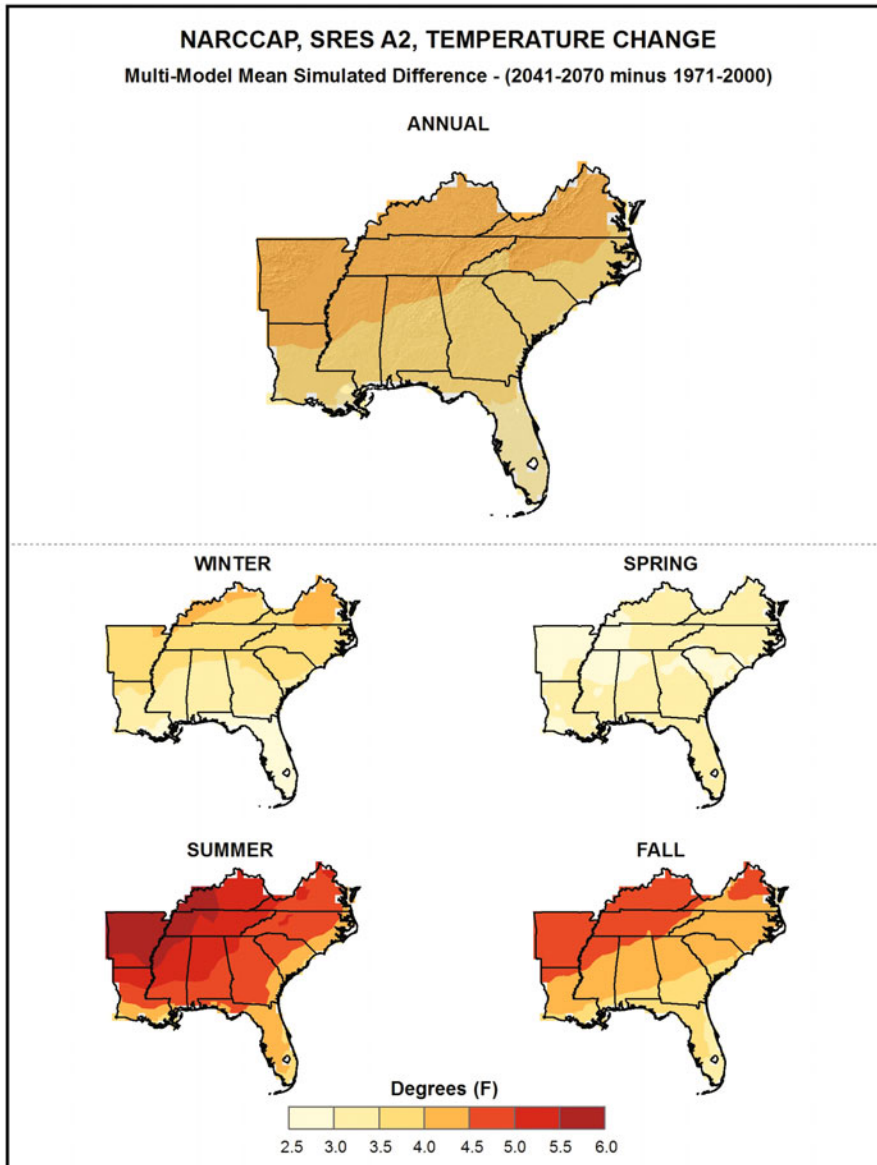 NARCCAP, SRES A2, TEMPERATURE CHANGE
Multi-Model Mean Simulated Difference - (2041-2070 minus 1971-2000)
ANNUAL
WINTER
SPRING
SUMMER
FALL
Degrees (F)
2.5 3.0 3.5 4.0 4.5 5.0 5.5 6.0